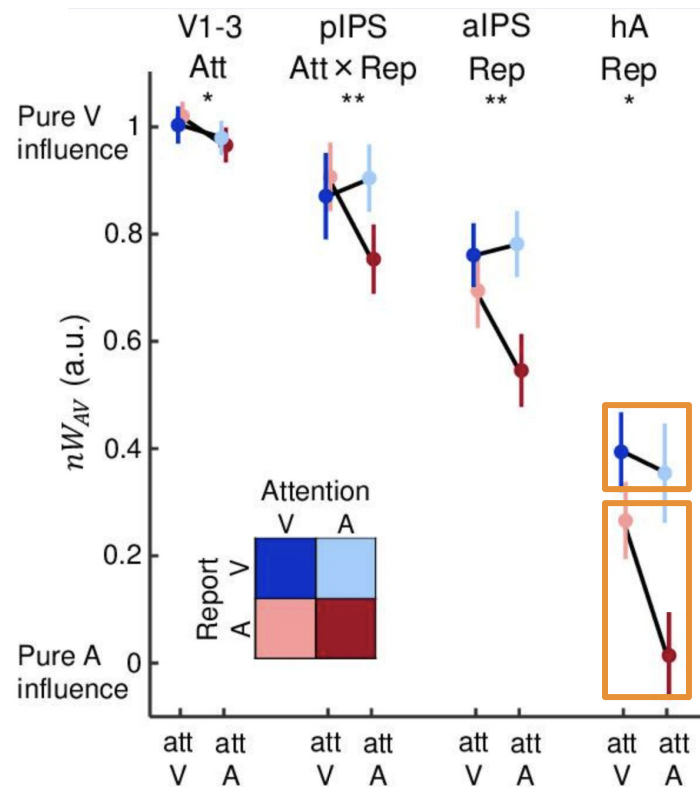 V1-3 pIPS aIPS hA
Att Att × Rep Rep Rep
* ** ** *
Pure V
influence
1
0.8
0.6
nW_AV (a.u.)
0.4
Attention
V A
0.2
Report
V
A
Pure A
influence
0
att att att att att att att att
V A V A V A V A